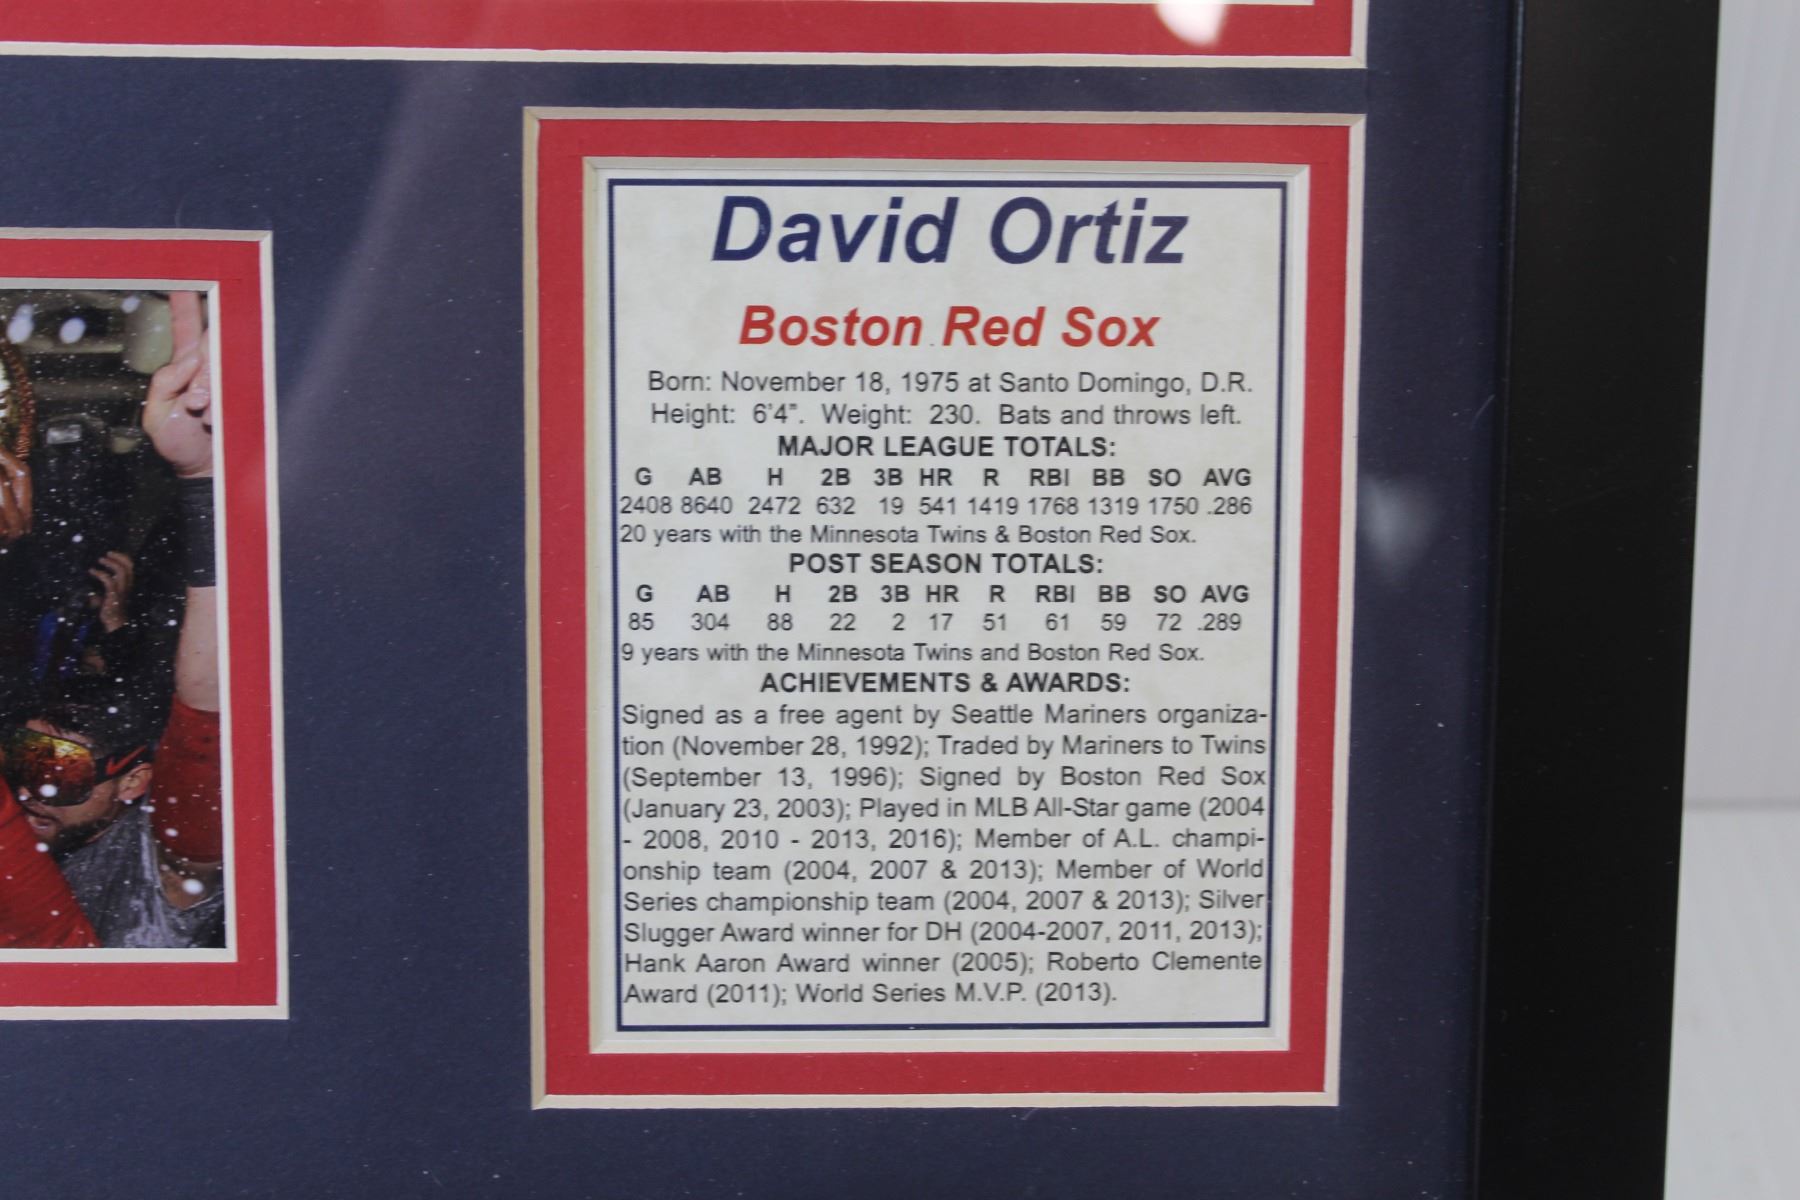 David Ortiz
Boston Red Sox
Born: November 18, 1975 at Santo Domingo, D.R.
Height: 6'4". Weight: 230. Bats and throws left.
MAJOR LEAGUE TOTALS:
G AB H 2B 3B HR R RBI BB SO AVG
2408 8640 2472 632 19 541 1419 1768 1319 1750 .286
20 years with the Minnesota Twins & Boston Red Sox.
POST SEASON TOTALS:
G AB H 2B 3B HR R RBI BB SO AVG
85 304 88 22 2 17 51 61 59 72 .289
9 years with the Minnesota Twins and Boston Red Sox.
ACHIEVEMENTS & AWARDS:
Signed as a free agent by Seattle Mariners organiza-
tion (November 28, 1992); Traded by Mariners to Twins
(September 13, 1996); Signed by Boston Red Sox
(January 23, 2003); Played in MLB All-Star game (2004
- 2008, 2010 - 2013, 2016); Member of A.L. champi-
onship team (2004, 2007 & 2013); Member of World
Series championship team (2004, 2007 & 2013); Silver
Slugger Award winner for DH (2004-2007, 2011, 2013);
Hank Aaron Award winner (2005); Roberto Clemente
Award (2011); World Series M.V.P. (2013).